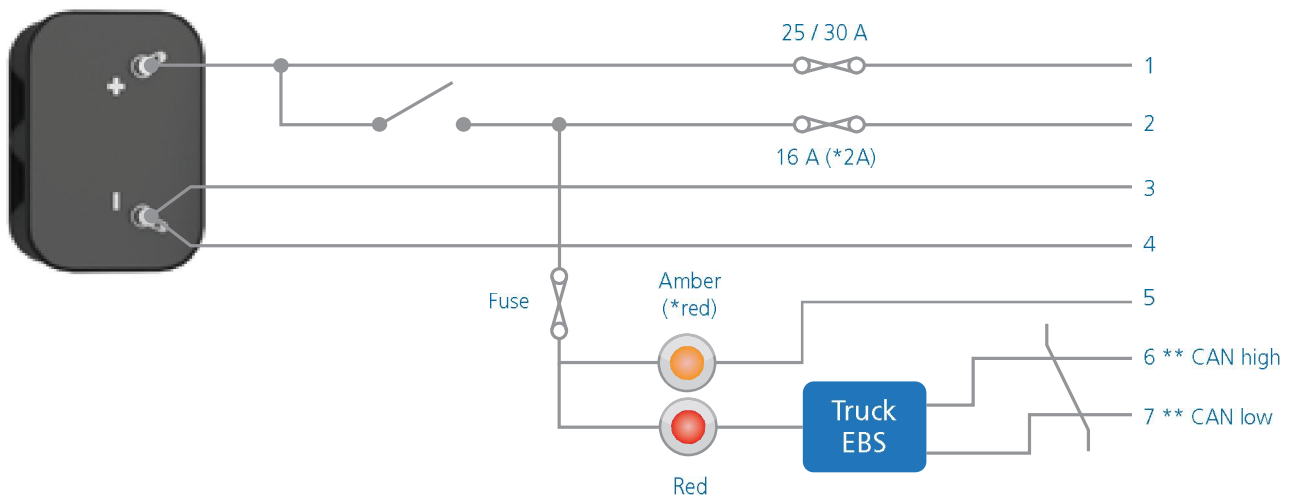 25 / 30 A
1
+
2
16 A (*2A)
3
–
4
Amber
(*red)
Fuse
5
6 ** CAN high
Truck
EBS
7 ** CAN low
Red